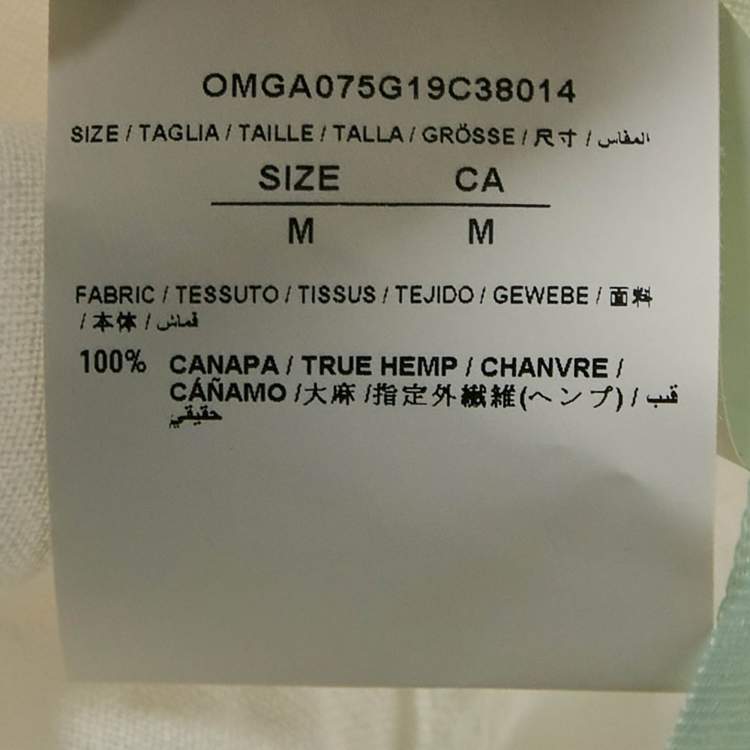 OMGA075G19C38014
SIZE / TAGLIA / TAILLE / TALLA / GRÖSSE / 尺寸 / المقاس
SIZE CA
M M
FABRIC / TESSUTO / TISSUS / TEJIDO / GEWEBE / 面料
/ 本体 / قماش
100% CANAPA / TRUE HEMP / CHANVRE /
CÁÑAMO /大麻 /指定外繊維(ヘンプ) / قنب
حقيقي